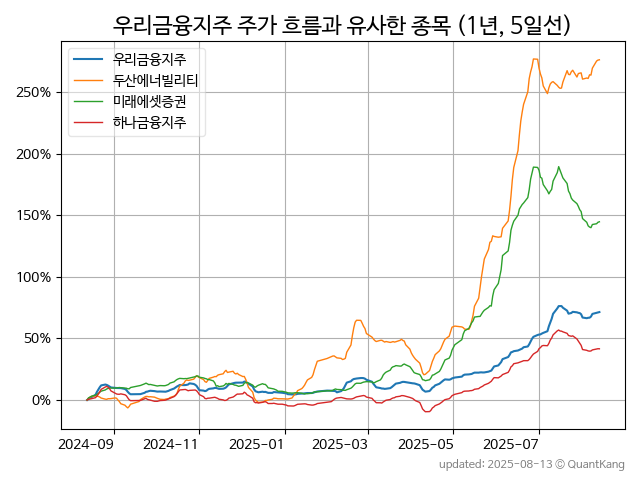 우리금융지주 주가 흐름과 유사한 종목 (1년, 5일선)
우리금융지주
두산에너빌리티
미래에셋증권
하나금융지주
250%
200%
150%
100%
50%
0%
2024-09 2024-11 2025-01 2025-03 2025-05 2025-07
updated: 2025-08-13 ⓒ QuantKang